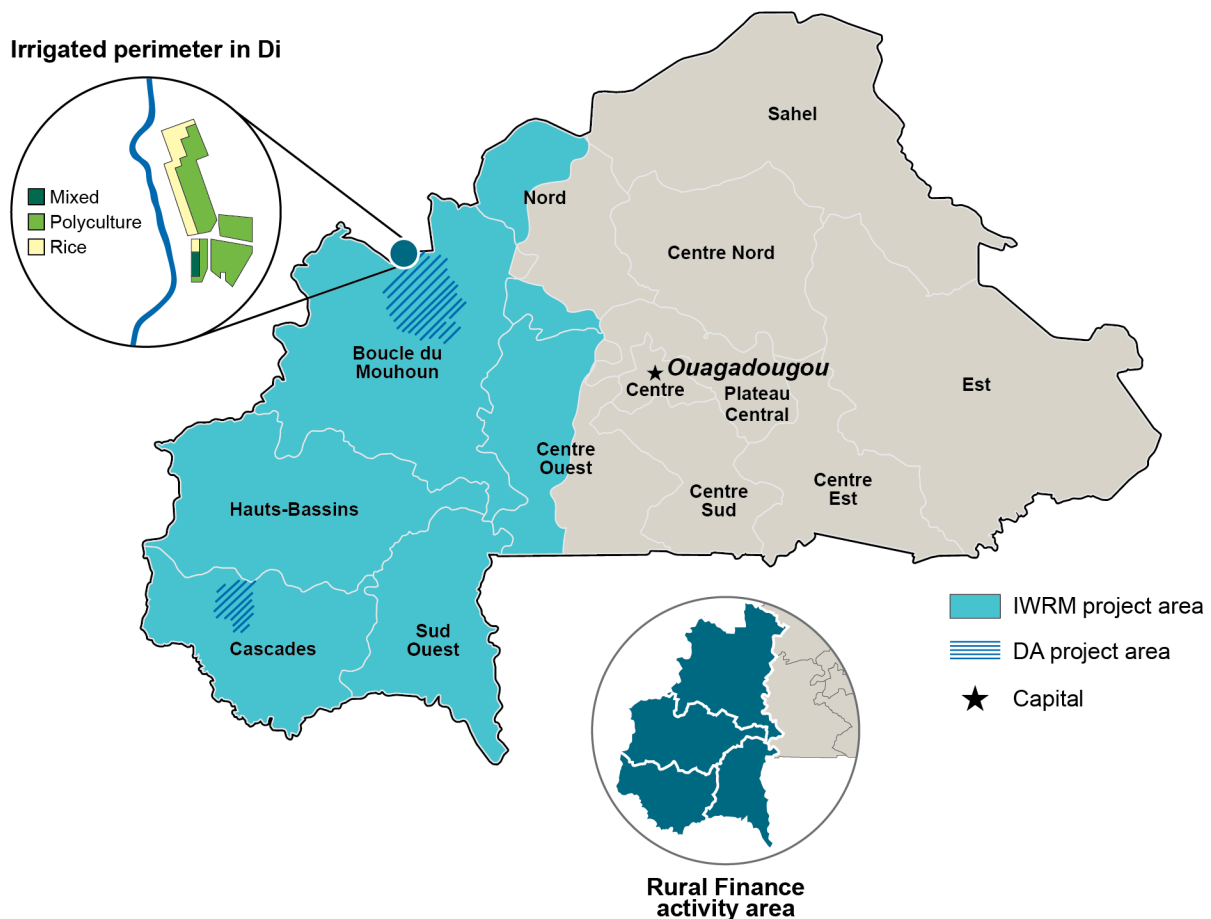 Irrigated perimeter in Di
Mixed
Polyculture
Rice
Sahel
Nord
Centre Nord
Boucle du
Mouhoun
Ouagadougou
Centre
Plateau
Central
Est
Centre
Ouest
Hauts-Bassins
Centre
Sud
Centre
Est
Cascades
Sud
Ouest
IWRM project area
DA project area
Capital
Rural Finance
activity area